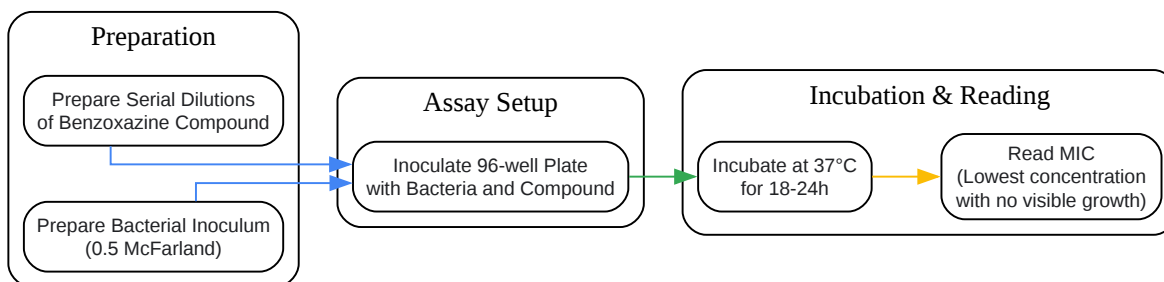 Preparation
Prepare Serial Dilutions
of Benzoxazine Compound
Prepare Bacterial Inoculum
(0.5 McFarland)
Assay Setup
Inoculate 96-well Plate
with Bacteria and Compound
Incubation & Reading
Incubate at 37°C
for 18-24h
Read MIC
(Lowest concentration
with no visible growth)